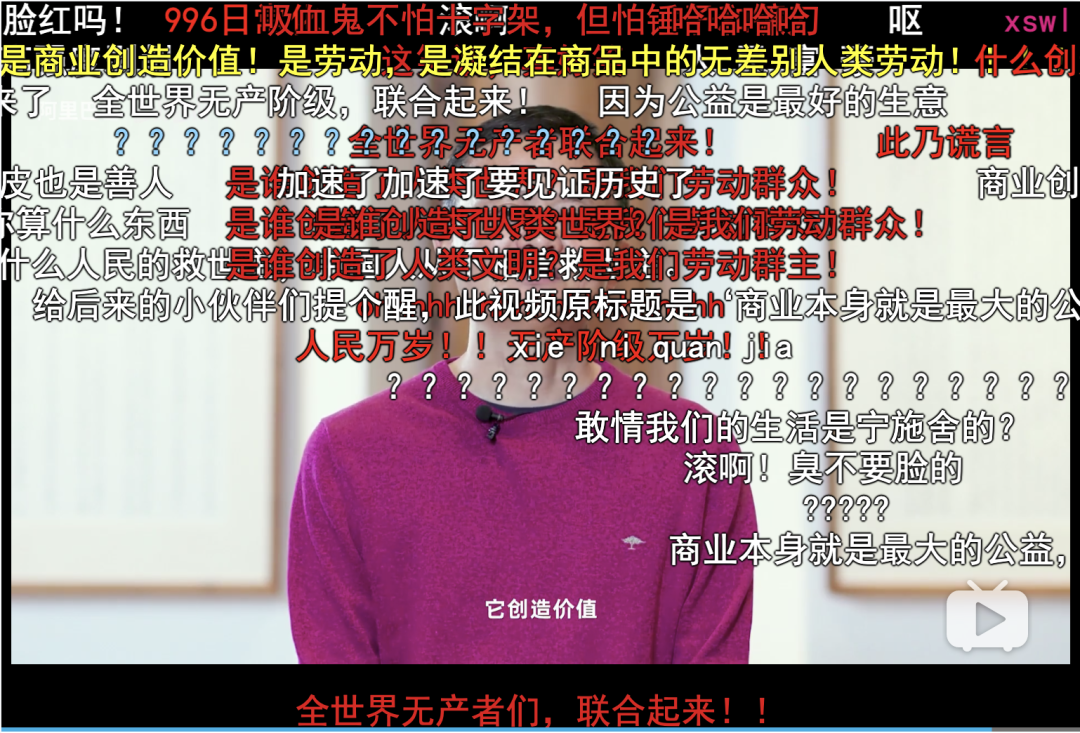 脸红吗！ 996日 吸血鬼不怕十字架，但怕锤 滚啊 呕 xswl
是商业创造价值！是劳动，是凝结在商品中的无差别人类劳动！！什么创
来了 全世界无产阶级，联合起来！ 因为公益是最好的生意
？？？？？？？？？？？？？？？？ 全世界无产者联合起来！ 此乃谎言
皮也是善人 加速了加速了要见证历史了 劳动群众！ 商业创
你算什么东西 是谁创造了人类世界？是我们劳动群众！
什么人民的救世 是谁创造了人类文明？是我们劳动群主！
给后来的小伙伴们提个醒，此视频原标题是“商业本身就是最大的公
人民万岁！！无产阶级万岁！！ xie ni quan jia
？？？？？？？？？？？？？？？？？？？？
敢情我们的生活是宁施舍的？
滚啊！臭不要脸的
?????
商业本身就是最大的公益，
它创造价值
全世界无产者们，联合起来！！